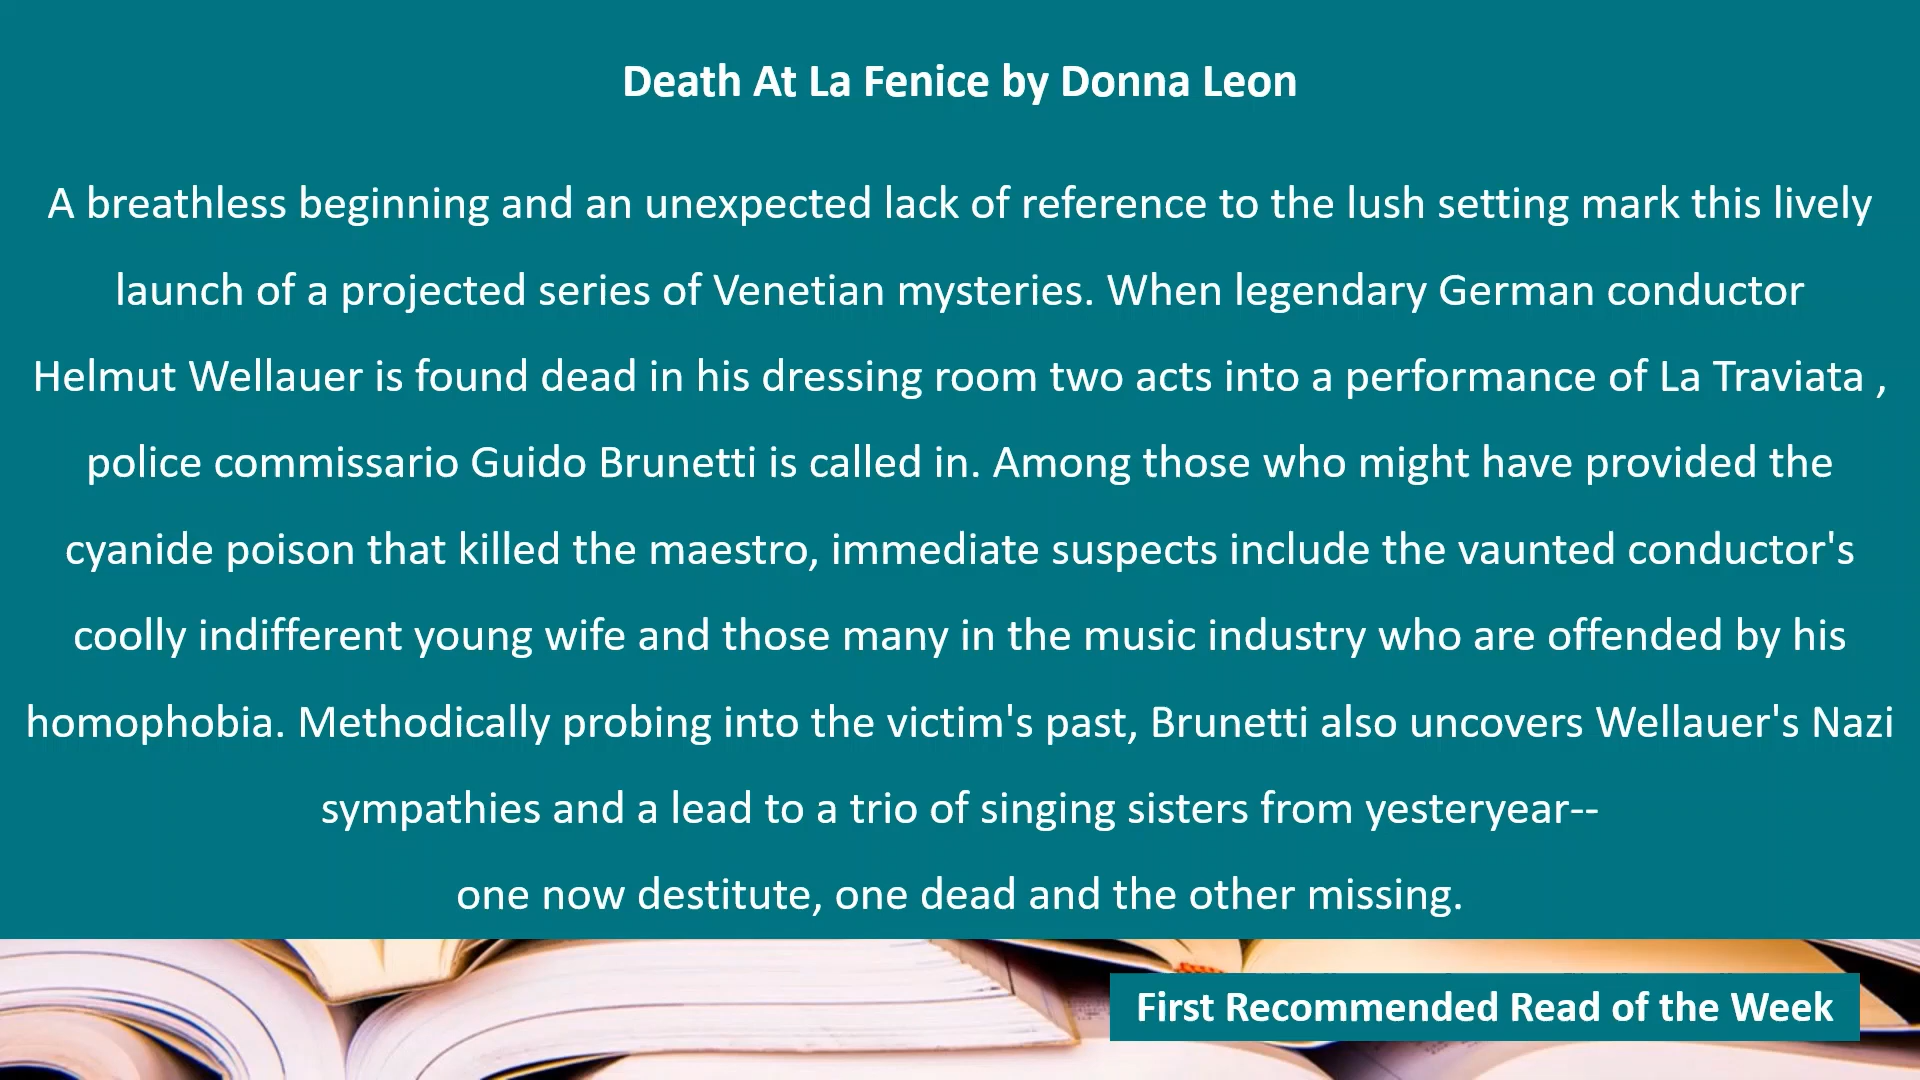 Death At La Fenice by Donna Leon
A breathless beginning and an unexpected lack of reference to the lush setting mark this lively
launch of a projected series of Venetian mysteries. When legendary German conductor
Helmut Wellauer is found dead in his dressing room two acts into a performance of La Traviata ,
police commissario Guido Brunetti is called in. Among those who might have provided the
cyanide poison that killed the maestro, immediate suspects include the vaunted conductor's
coolly indifferent young wife and those many in the music industry who are offended by his
homophobia. Methodically probing into the victim's past, Brunetti also uncovers Wellauer's Nazi
sympathies and a lead to a trio of singing sisters from yesteryear--
one now destitute, one dead and the other missing.
First Recommended Read of the Week